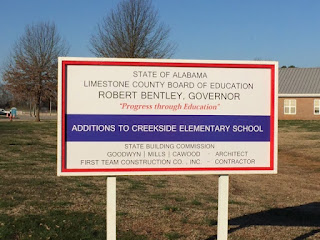 STATE OF ALABAMA
LIMESTONE COUNTY BOARD OF EDUCATION
ROBERT BENTLEY, GOVERNOR
"Progress through Education"
ADDITIONS TO CREEKSIDE ELEMENTARY SCHOOL
STATE BUILDING COMMISSION
GOODWYN | MILLS | CAWOOD - ARCHITECT
FIRST TEAM CONSTRUCTION CO., INC. - CONTRACTOR